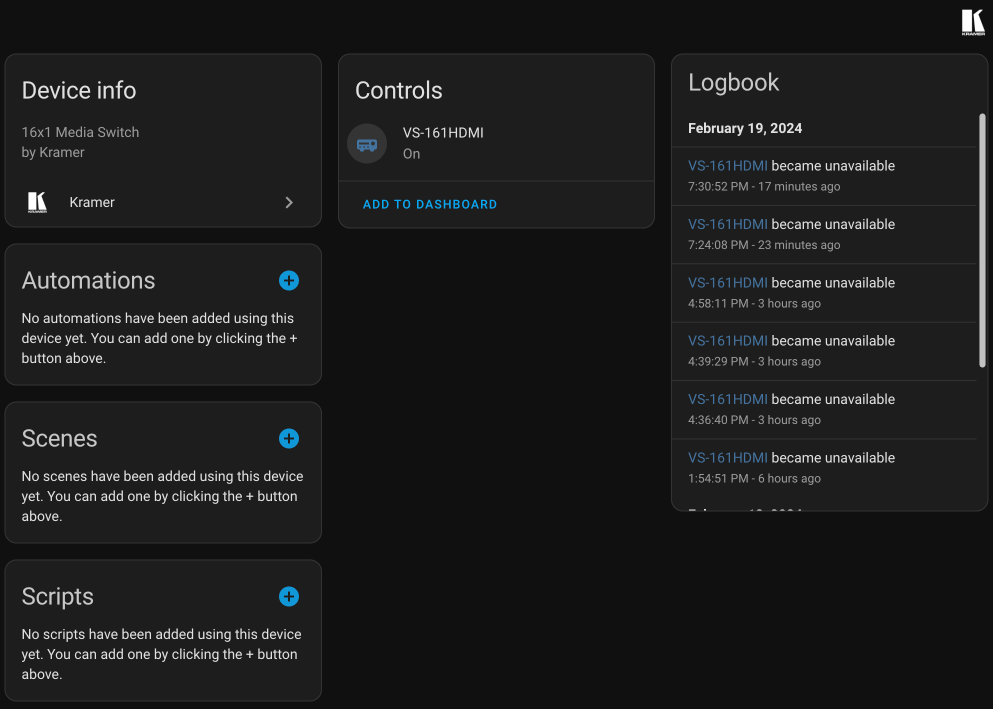 KRAMER
Device info
16x1 Media Switch
by Kramer
Kramer
Automations
No automations have been added using this
device yet. You can add one by clicking the +
button above.
Scenes
No scenes have been added using this device
yet. You can add one by clicking the + button
above.
Scripts
No scripts have been added using this device
yet. You can add one by clicking the + button
above.
Controls
VS-161HDMI
On
ADD TO DASHBOARD
Logbook
February 19, 2024
VS-161HDMI became unavailable
7:30:52 PM - 17 minutes ago
VS-161HDMI became unavailable
7:24:08 PM - 23 minutes ago
VS-161HDMI became unavailable
4:58:11 PM - 3 hours ago
VS-161HDMI became unavailable
4:39:29 PM - 3 hours ago
VS-161HDMI became unavailable
4:36:40 PM - 3 hours ago
VS-161HDMI became unavailable
1:54:51 PM - 6 hours ago